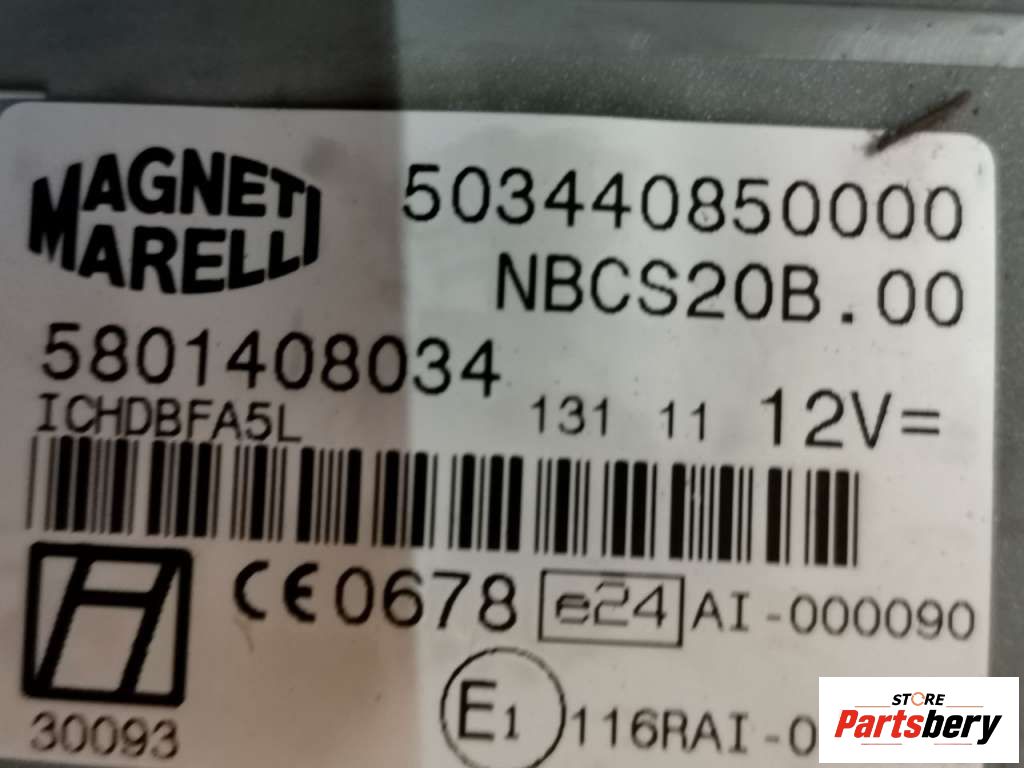 MAGNETI
MARELLI
503440850000
NBCS20B.00
5801408034
ICHDBFA5L
131 11 12V=
CE0678 e24 AI-000090
30093
E1 116RAI-0
STORE
Partsbery